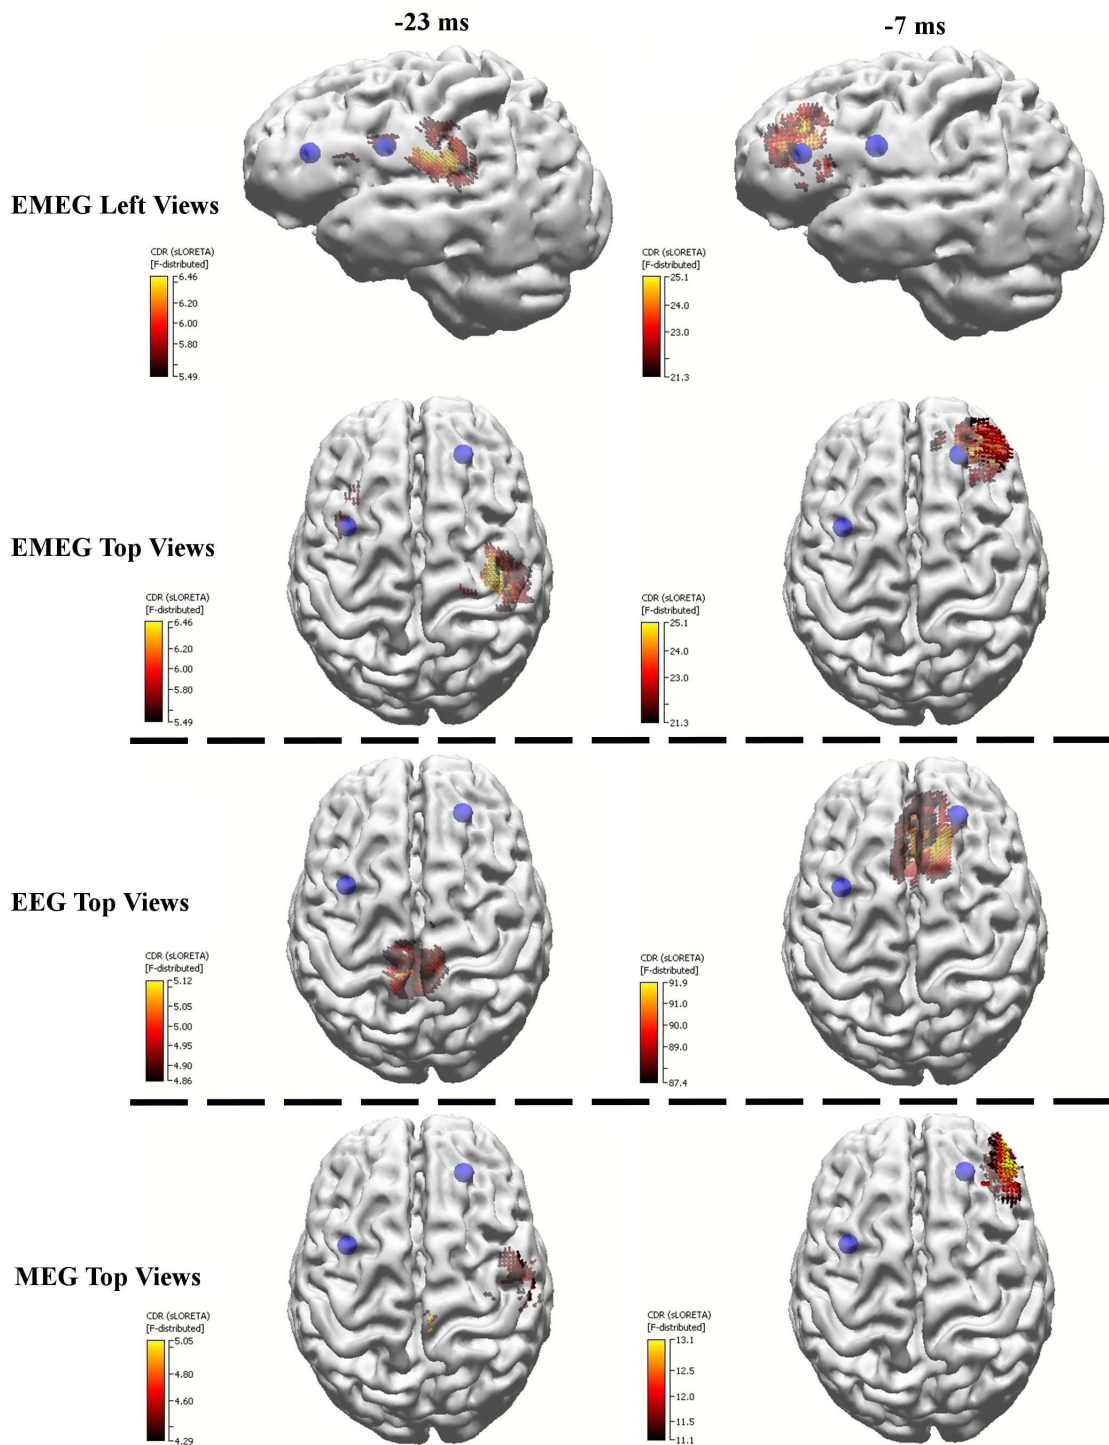 -23 ms
-7 ms
EMEG Left Views
CDR (sLORETA)
[F-distributed]
6.46
6.20
6.00
5.80
5.49
CDR (sLORETA)
[F-distributed]
25.1
24.0
23.0
21.3
EMEG Top Views
CDR (sLORETA)
[F-distributed]
6.46
6.20
6.00
5.80
5.49
CDR (sLORETA)
[F-distributed]
25.1
24.0
23.0
21.3
EEG Top Views
CDR (sLORETA)
[F-distributed]
5.12
5.05
5.00
4.95
4.90
4.86
CDR (sLORETA)
[F-distributed]
91.9
91.0
90.0
89.0
87.4
MEG Top Views
CDR (sLORETA)
[F-distributed]
5.05
4.80
4.60
4.29
CDR (sLORETA)
[F-distributed]
13.1
12.5
12.0
11.5
11.1